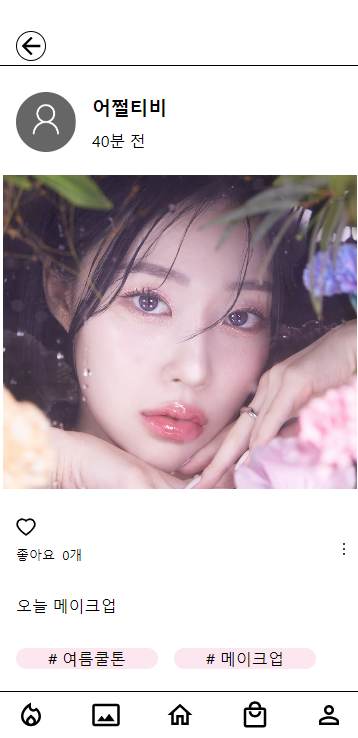 어쩔티비
40분 전
좋아요 0개
오늘 메이크업
# 여름쿨톤
# 메이크업